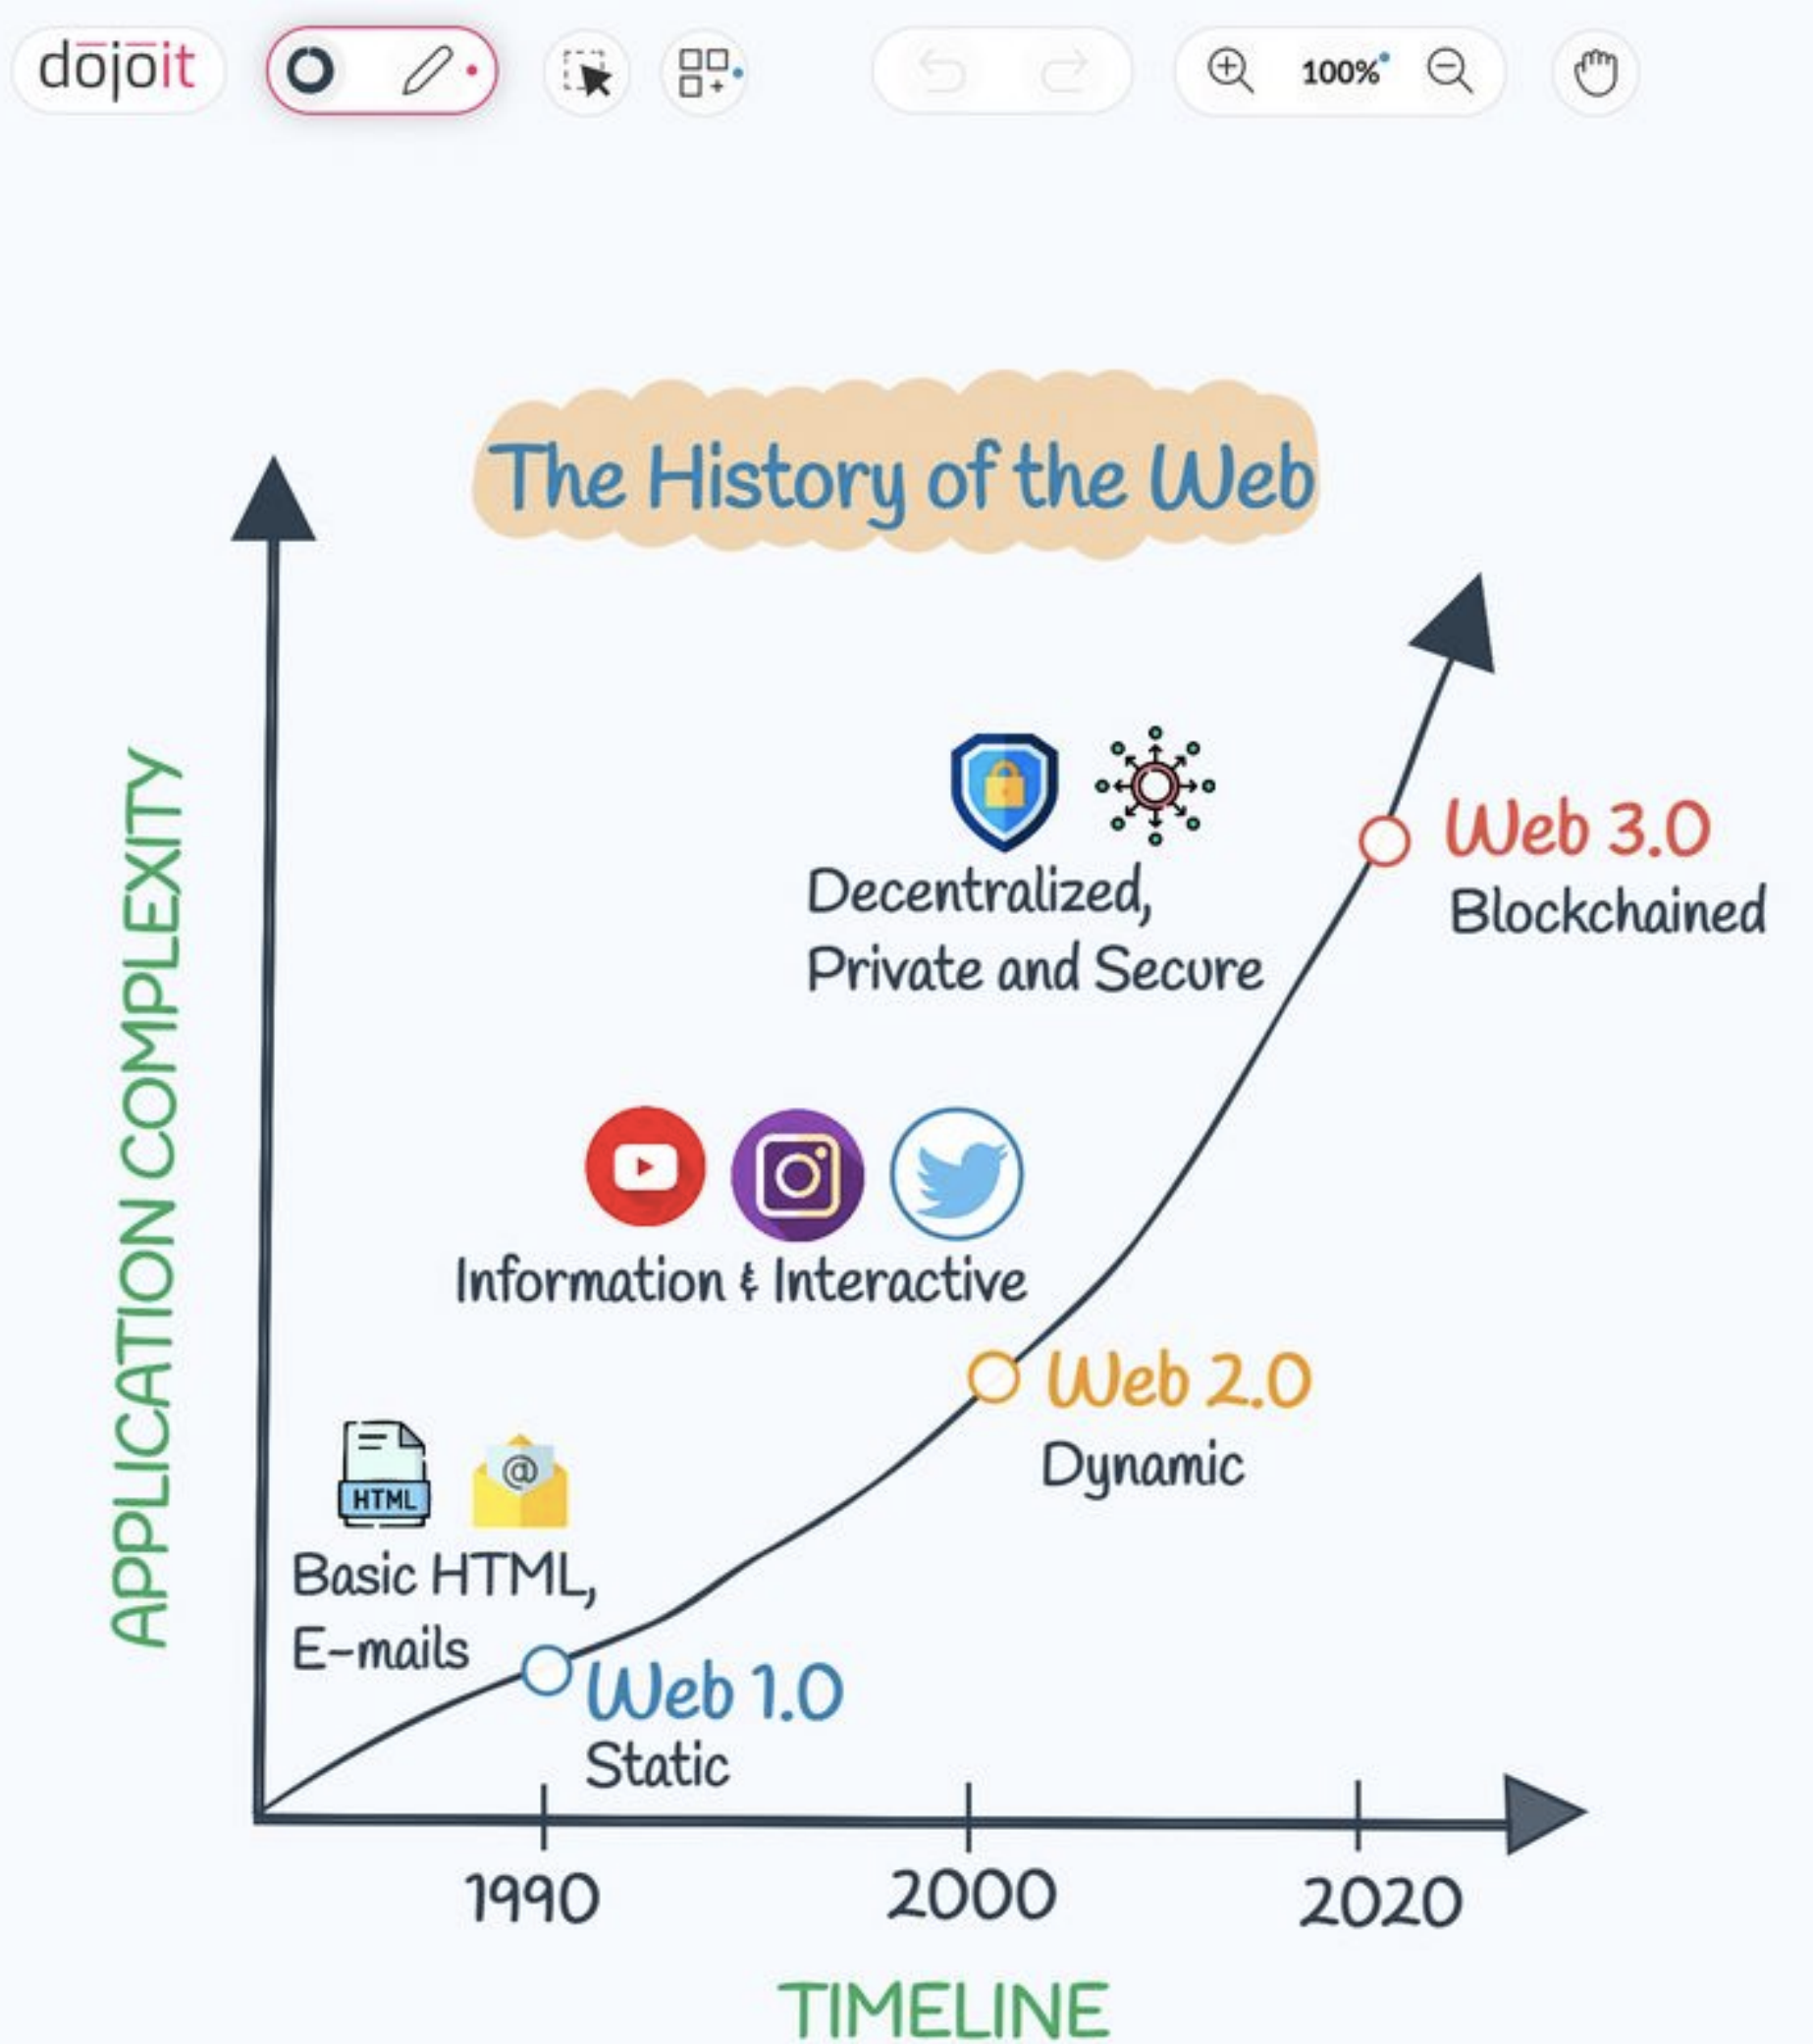 dojoit
100%
The History of the Web
APPLICATION COMPLEXITY
Web 3.0
Blockchained
Decentralized,
Private and Secure
Information & Interactive
Web 2.0
Dynamic
HTML
@
Basic HTML,
E-mails
Web 1.0
Static
1990
2000
2020
TIMELINE